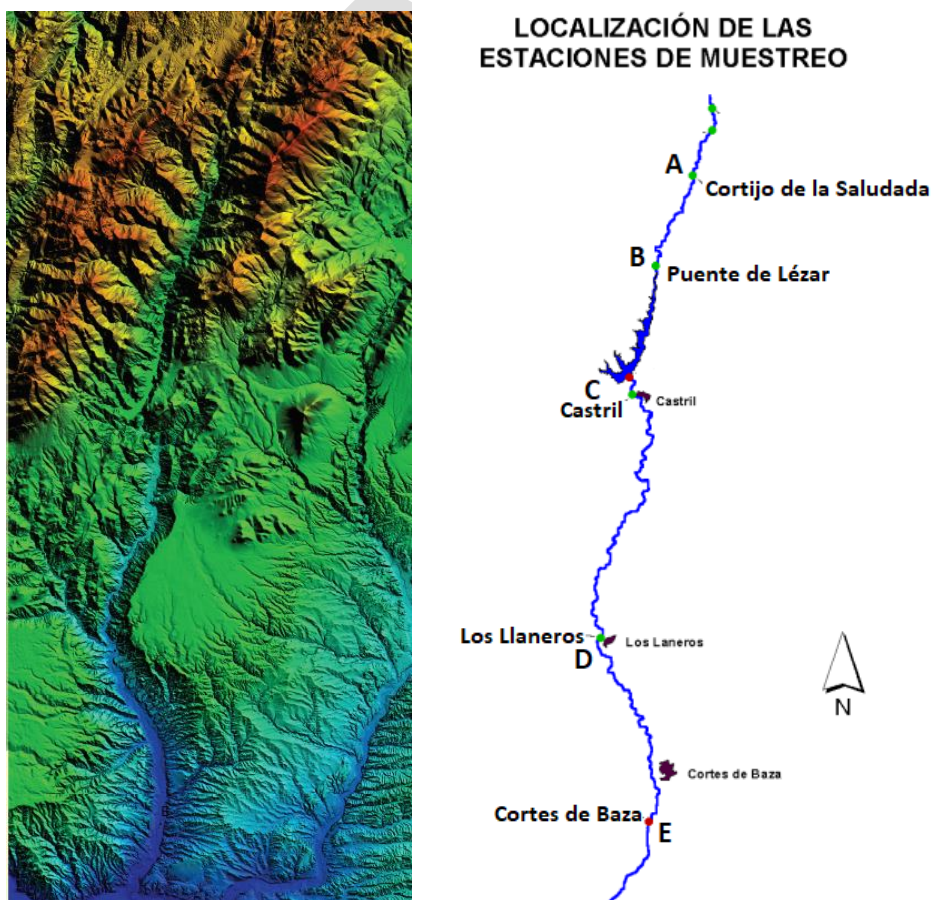 LOCALIZACIÓN DE LAS
ESTACIONES DE MUESTREO
A
Cortijo de la Saludada
B
Puente de Lézar
C
Castril
Castril
Los Llaneros
Los Laneros
D
N
Cortes de Baza
Cortes de Baza
E